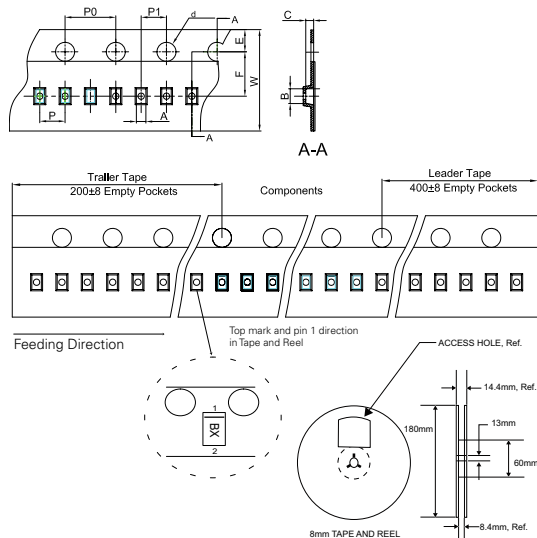 P0
P1
d
A
C
E
F
W
B
P
A
A
A-A
Traller Tape
200±8 Empty Pockets
Components
Leader Tape
400±8 Empty Pockets
Feeding Direction
Top mark and pin 1 direction
in Tape and Reel
1
BX
2
ACCESS HOLE, Ref.
14.4mm, Ref.
180mm
13mm
60mm
8.4mm, Ref.
8mm TAPE AND REEL